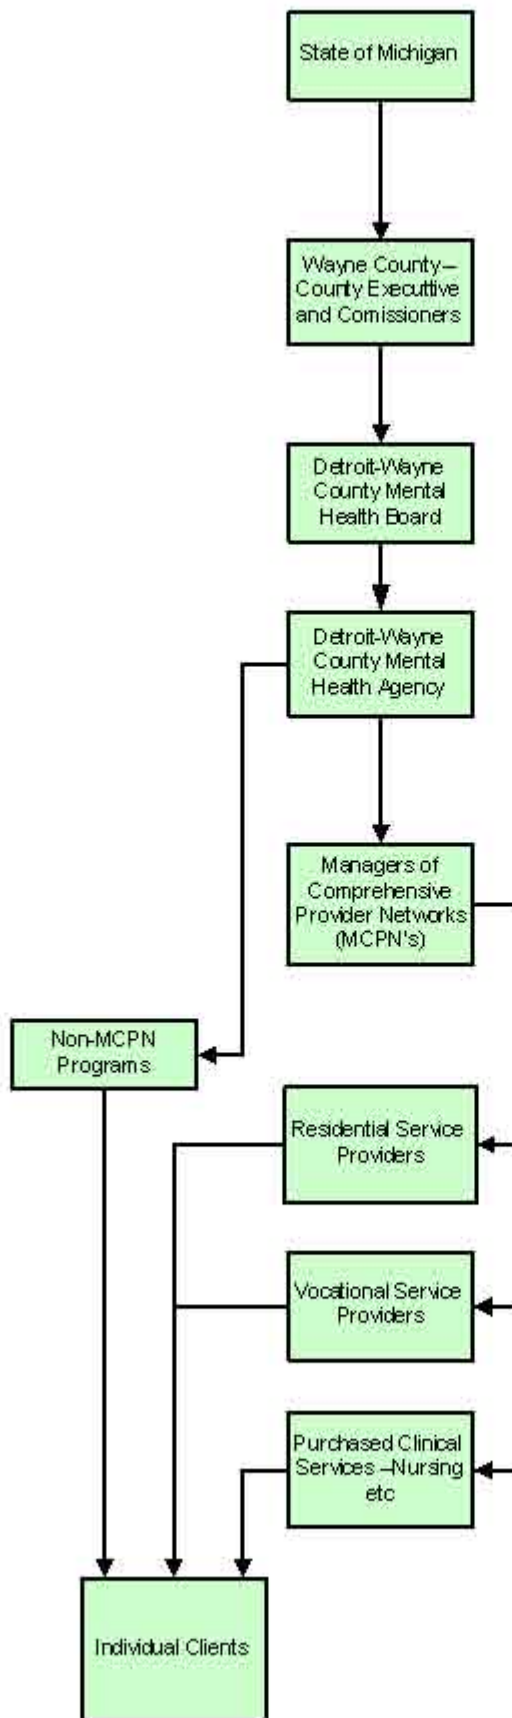 State of Michigan
Wayne County –
County Executtive
and Comissioners
Detroit-Wayne
County Mental
Health Board
Detroit-Wayne
County Mental
Health Agency
Managers of
Comprehensive
Provider Networks
(MCPN's)
Non-MCPN
Programs
Residential Service
Providers
Vocational Service
Providers
Purchased Clinical
Services –Nursing
etc
Individual Clients